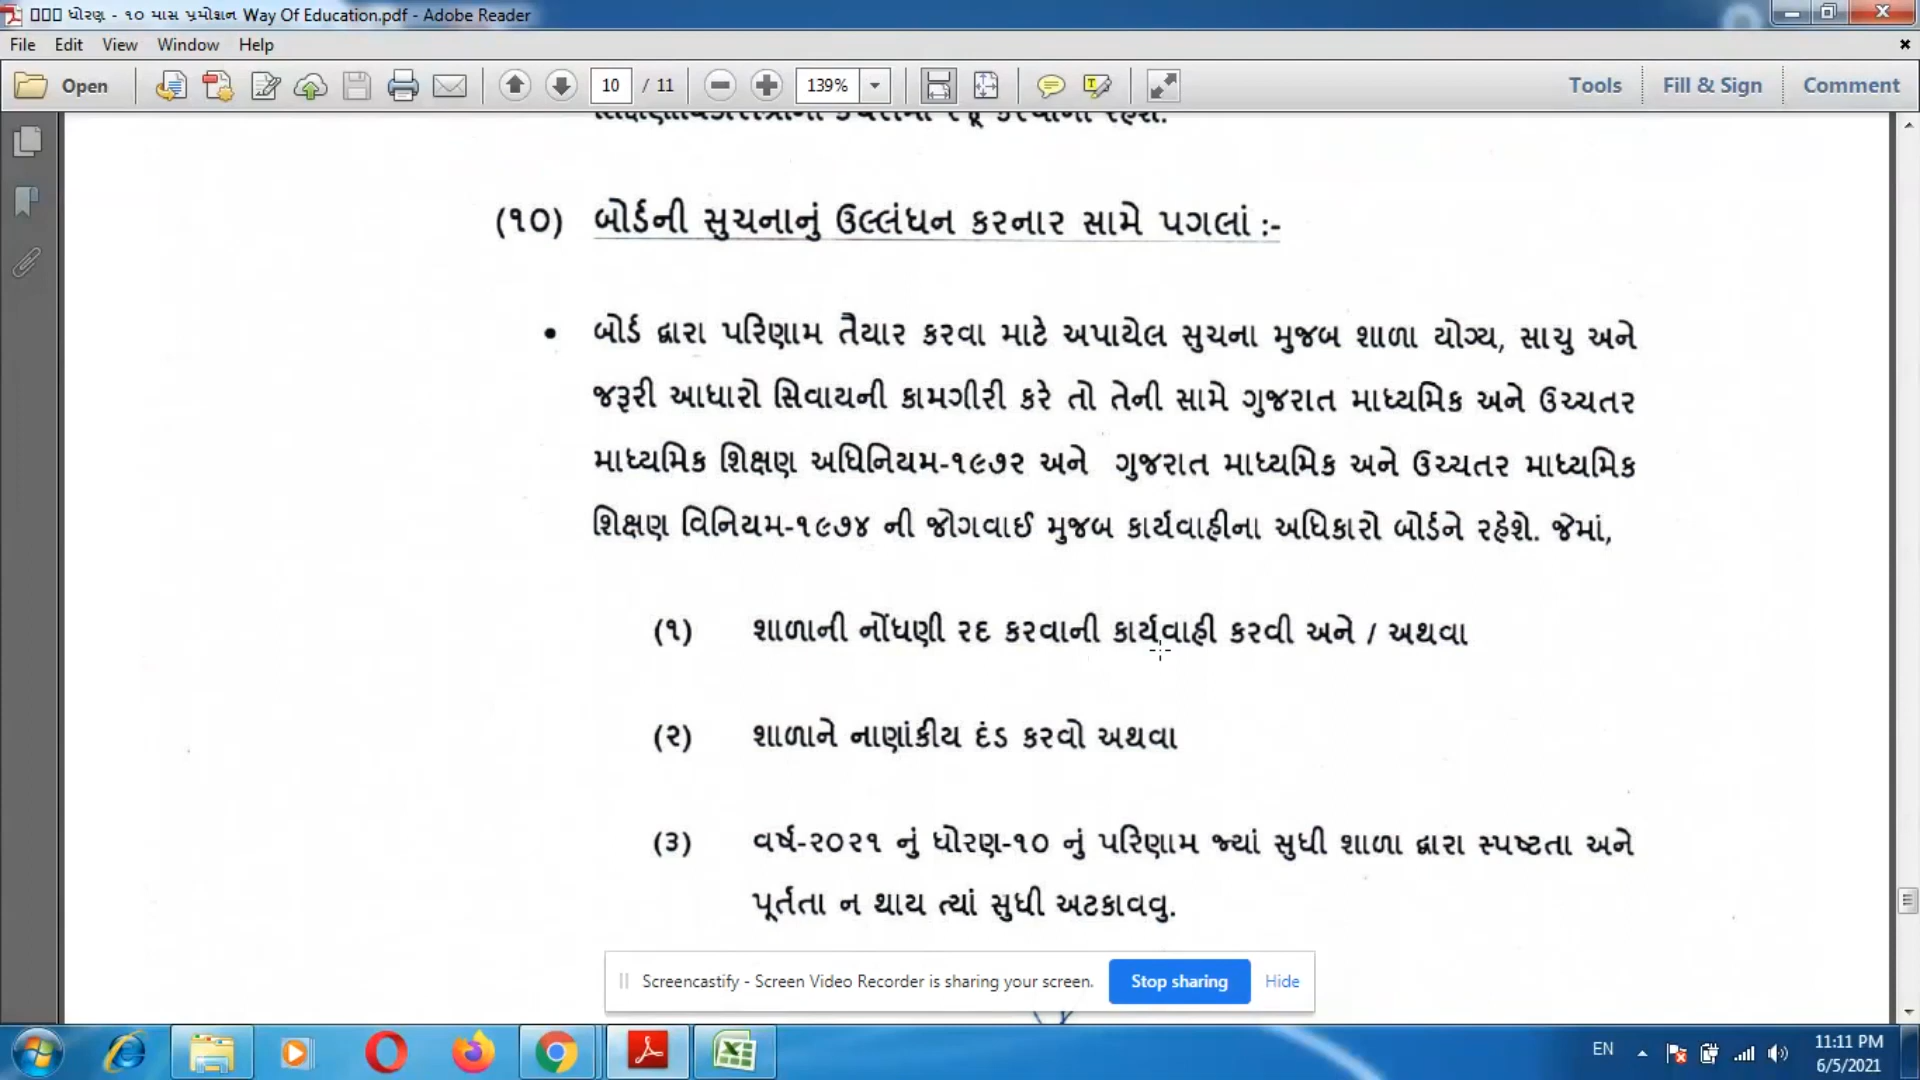 ધોરણ - ૧૦ માસ પ્રમોશન Way Of Education.pdf - Adobe Reader
File Edit View Window Help
Open 10 / 11 139% Tools Fill & Sign Comment
(૧૦) બોર્ડની સુચનાનું ઉલ્લંઘન કરનાર સામે પગલાં :-
• બોર્ડ દ્વારા પરિણામ તૈયાર કરવા માટે અપાયેલ સુચના મુજબ શાળા યોગ્ય, સાચુ અને
જરૂરી આધારો સિવાયની કામગીરી કરે તો તેની સામે ગુજરાત માધ્યમિક અને ઉચ્ચતર
માધ્યમિક શિક્ષણ અધિનિયમ-૧૯૭૨ અને ગુજરાત માધ્યમિક અને ઉચ્ચતર માધ્યમિક
શિક્ષણ વિનિયમ-૧૯૭૪ ની જોગવાઈ મુજબ કાર્યવાહીના અધિકારો બોર્ડને રહેશે. જેમાં,
(૧) શાળાની નોંધણી રદ કરવાની કાર્યવાહી કરવી અને / અથવા
(૨) શાળાને નાણાંકીય દંડ કરવો અથવા
(૩) વર્ષ-૨૦૨૧ નું ધોરણ-૧૦ નું પરિણામ જ્યાં સુધી શાળા દ્વારા સ્પષ્ટતા અને
પૂર્તતા ન થાય ત્યાં સુધી અટકાવવુ.
Screencastify - Screen Video Recorder is sharing your screen. Stop sharing Hide
EN 11:11 PM
6/5/2021